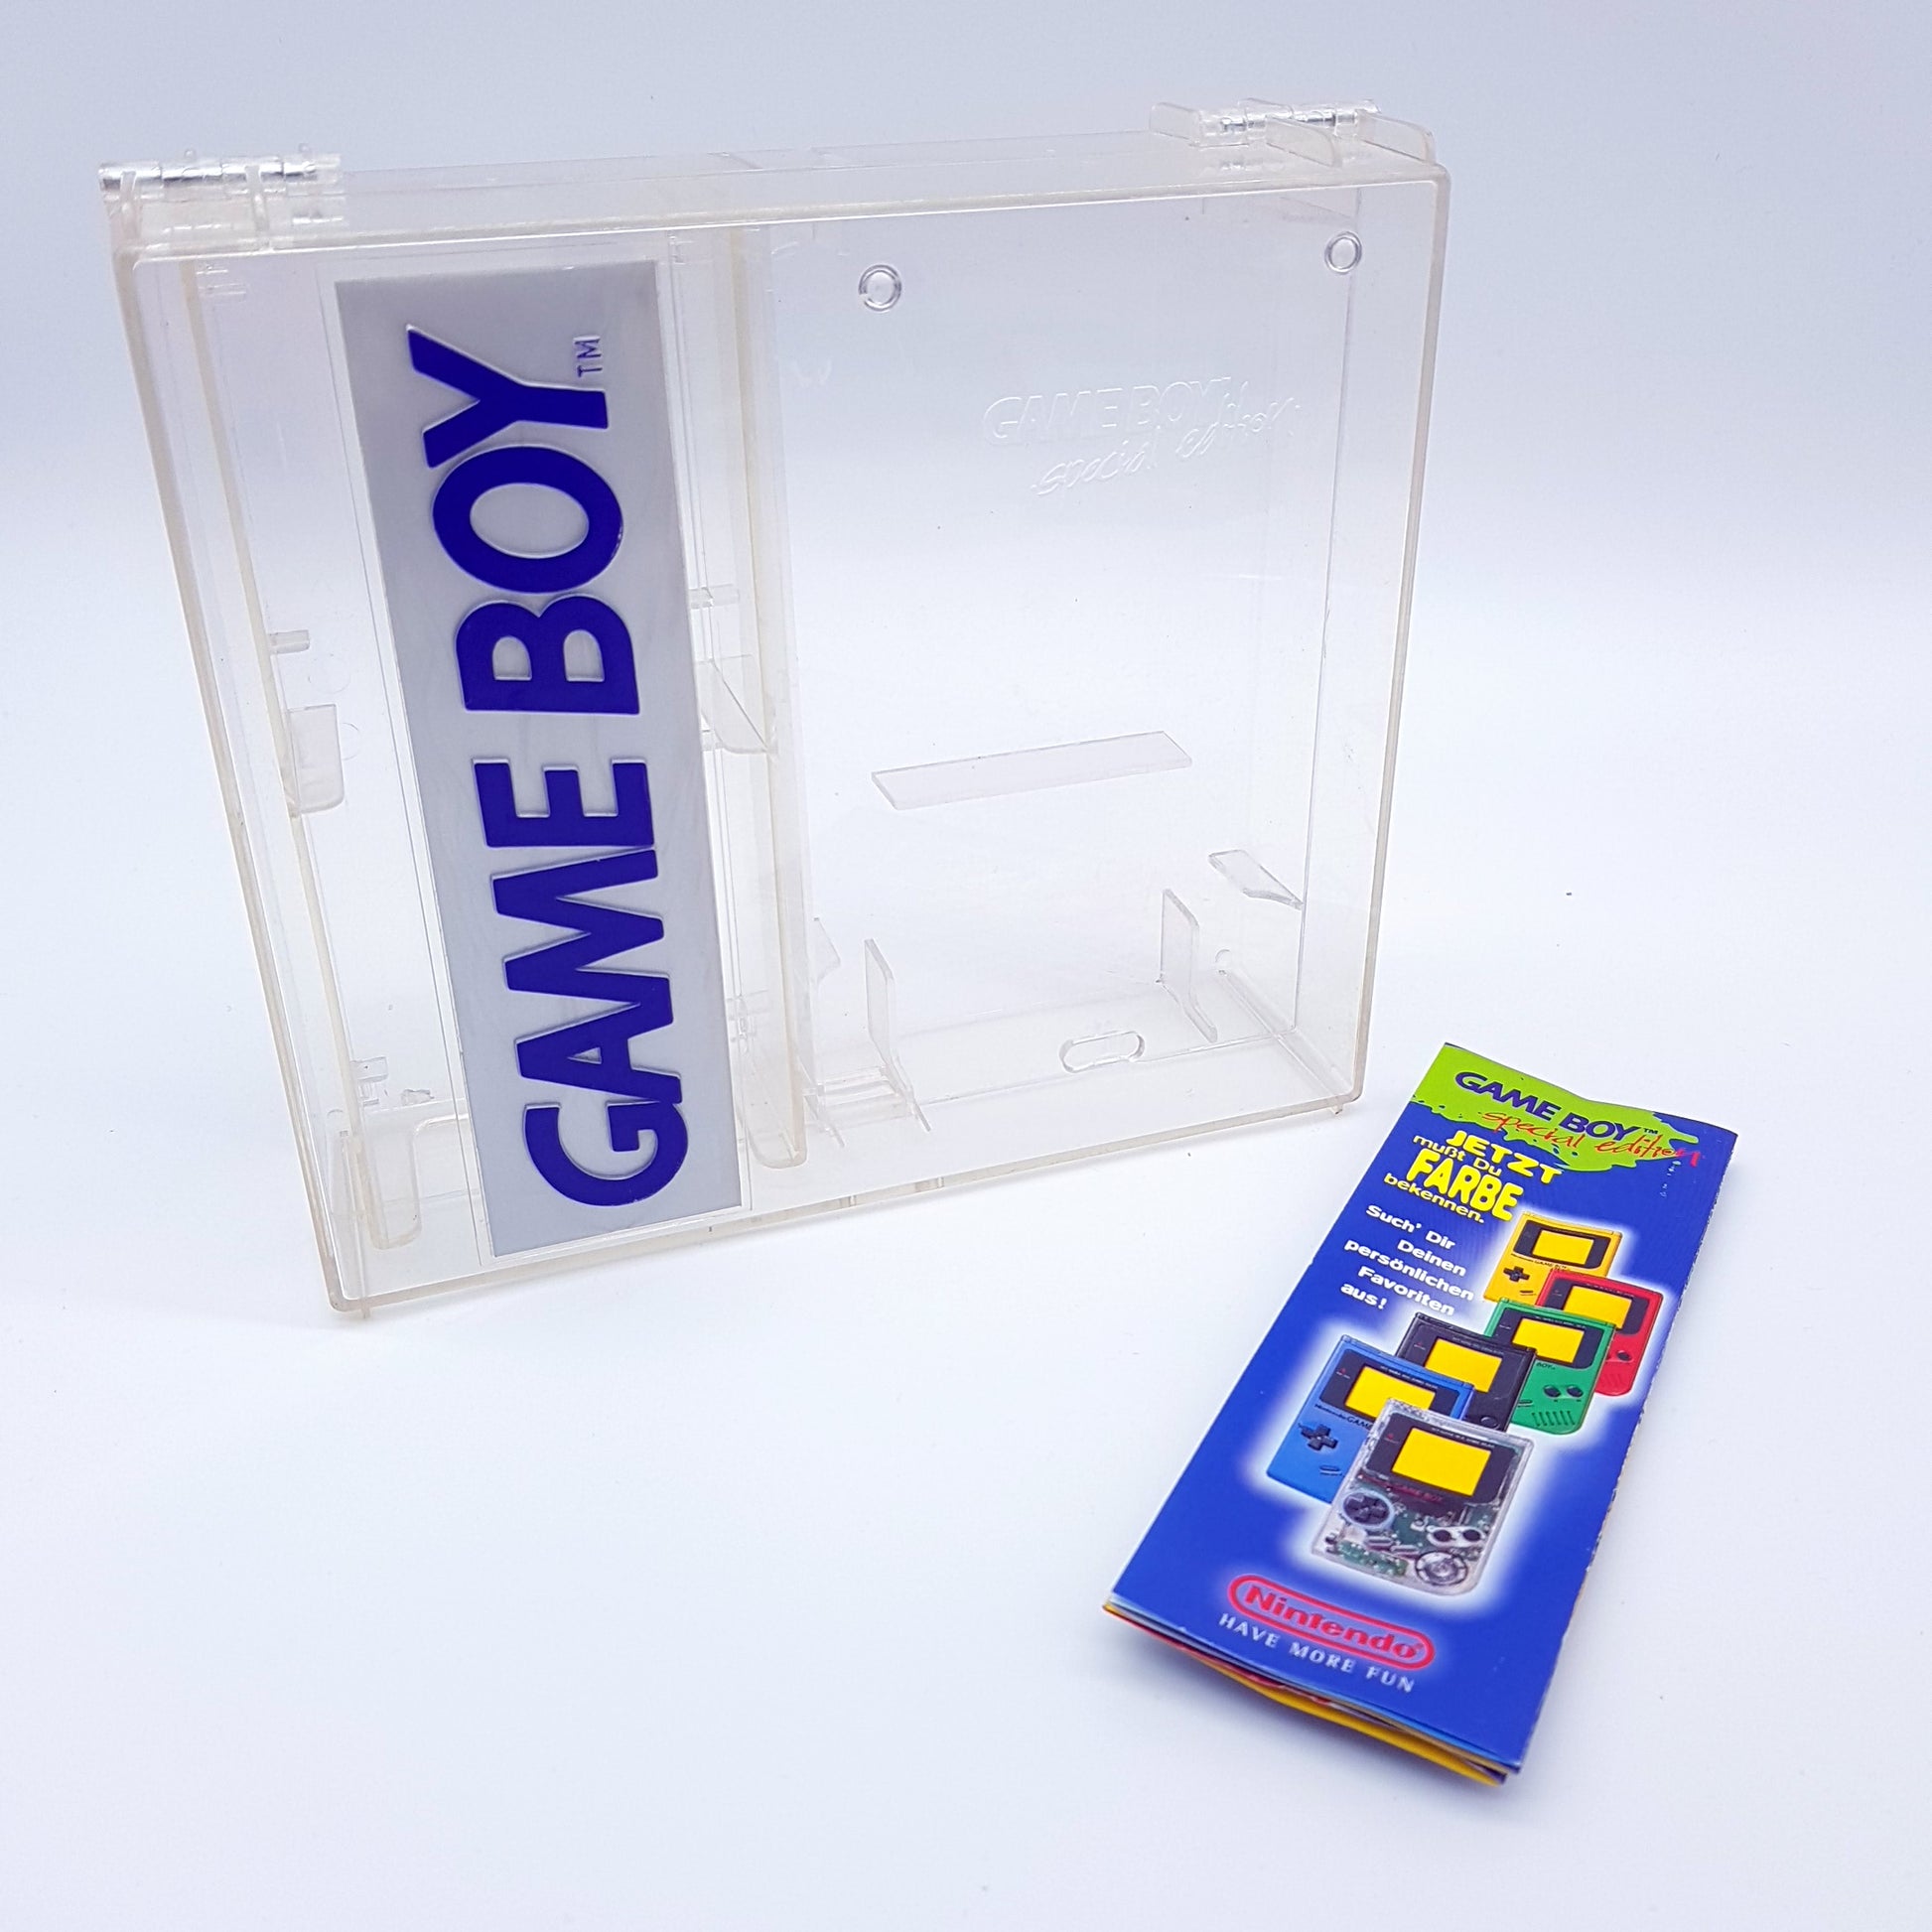 GAME BOY™
GAME BOY
special edition
GAME BOY™
special edition
JETZT
mußt Du
FARBE
bekennen.
Such' Dir
Deinen
persönlichen
Favoriten
aus!
Nintendo
HAVE MORE FUN